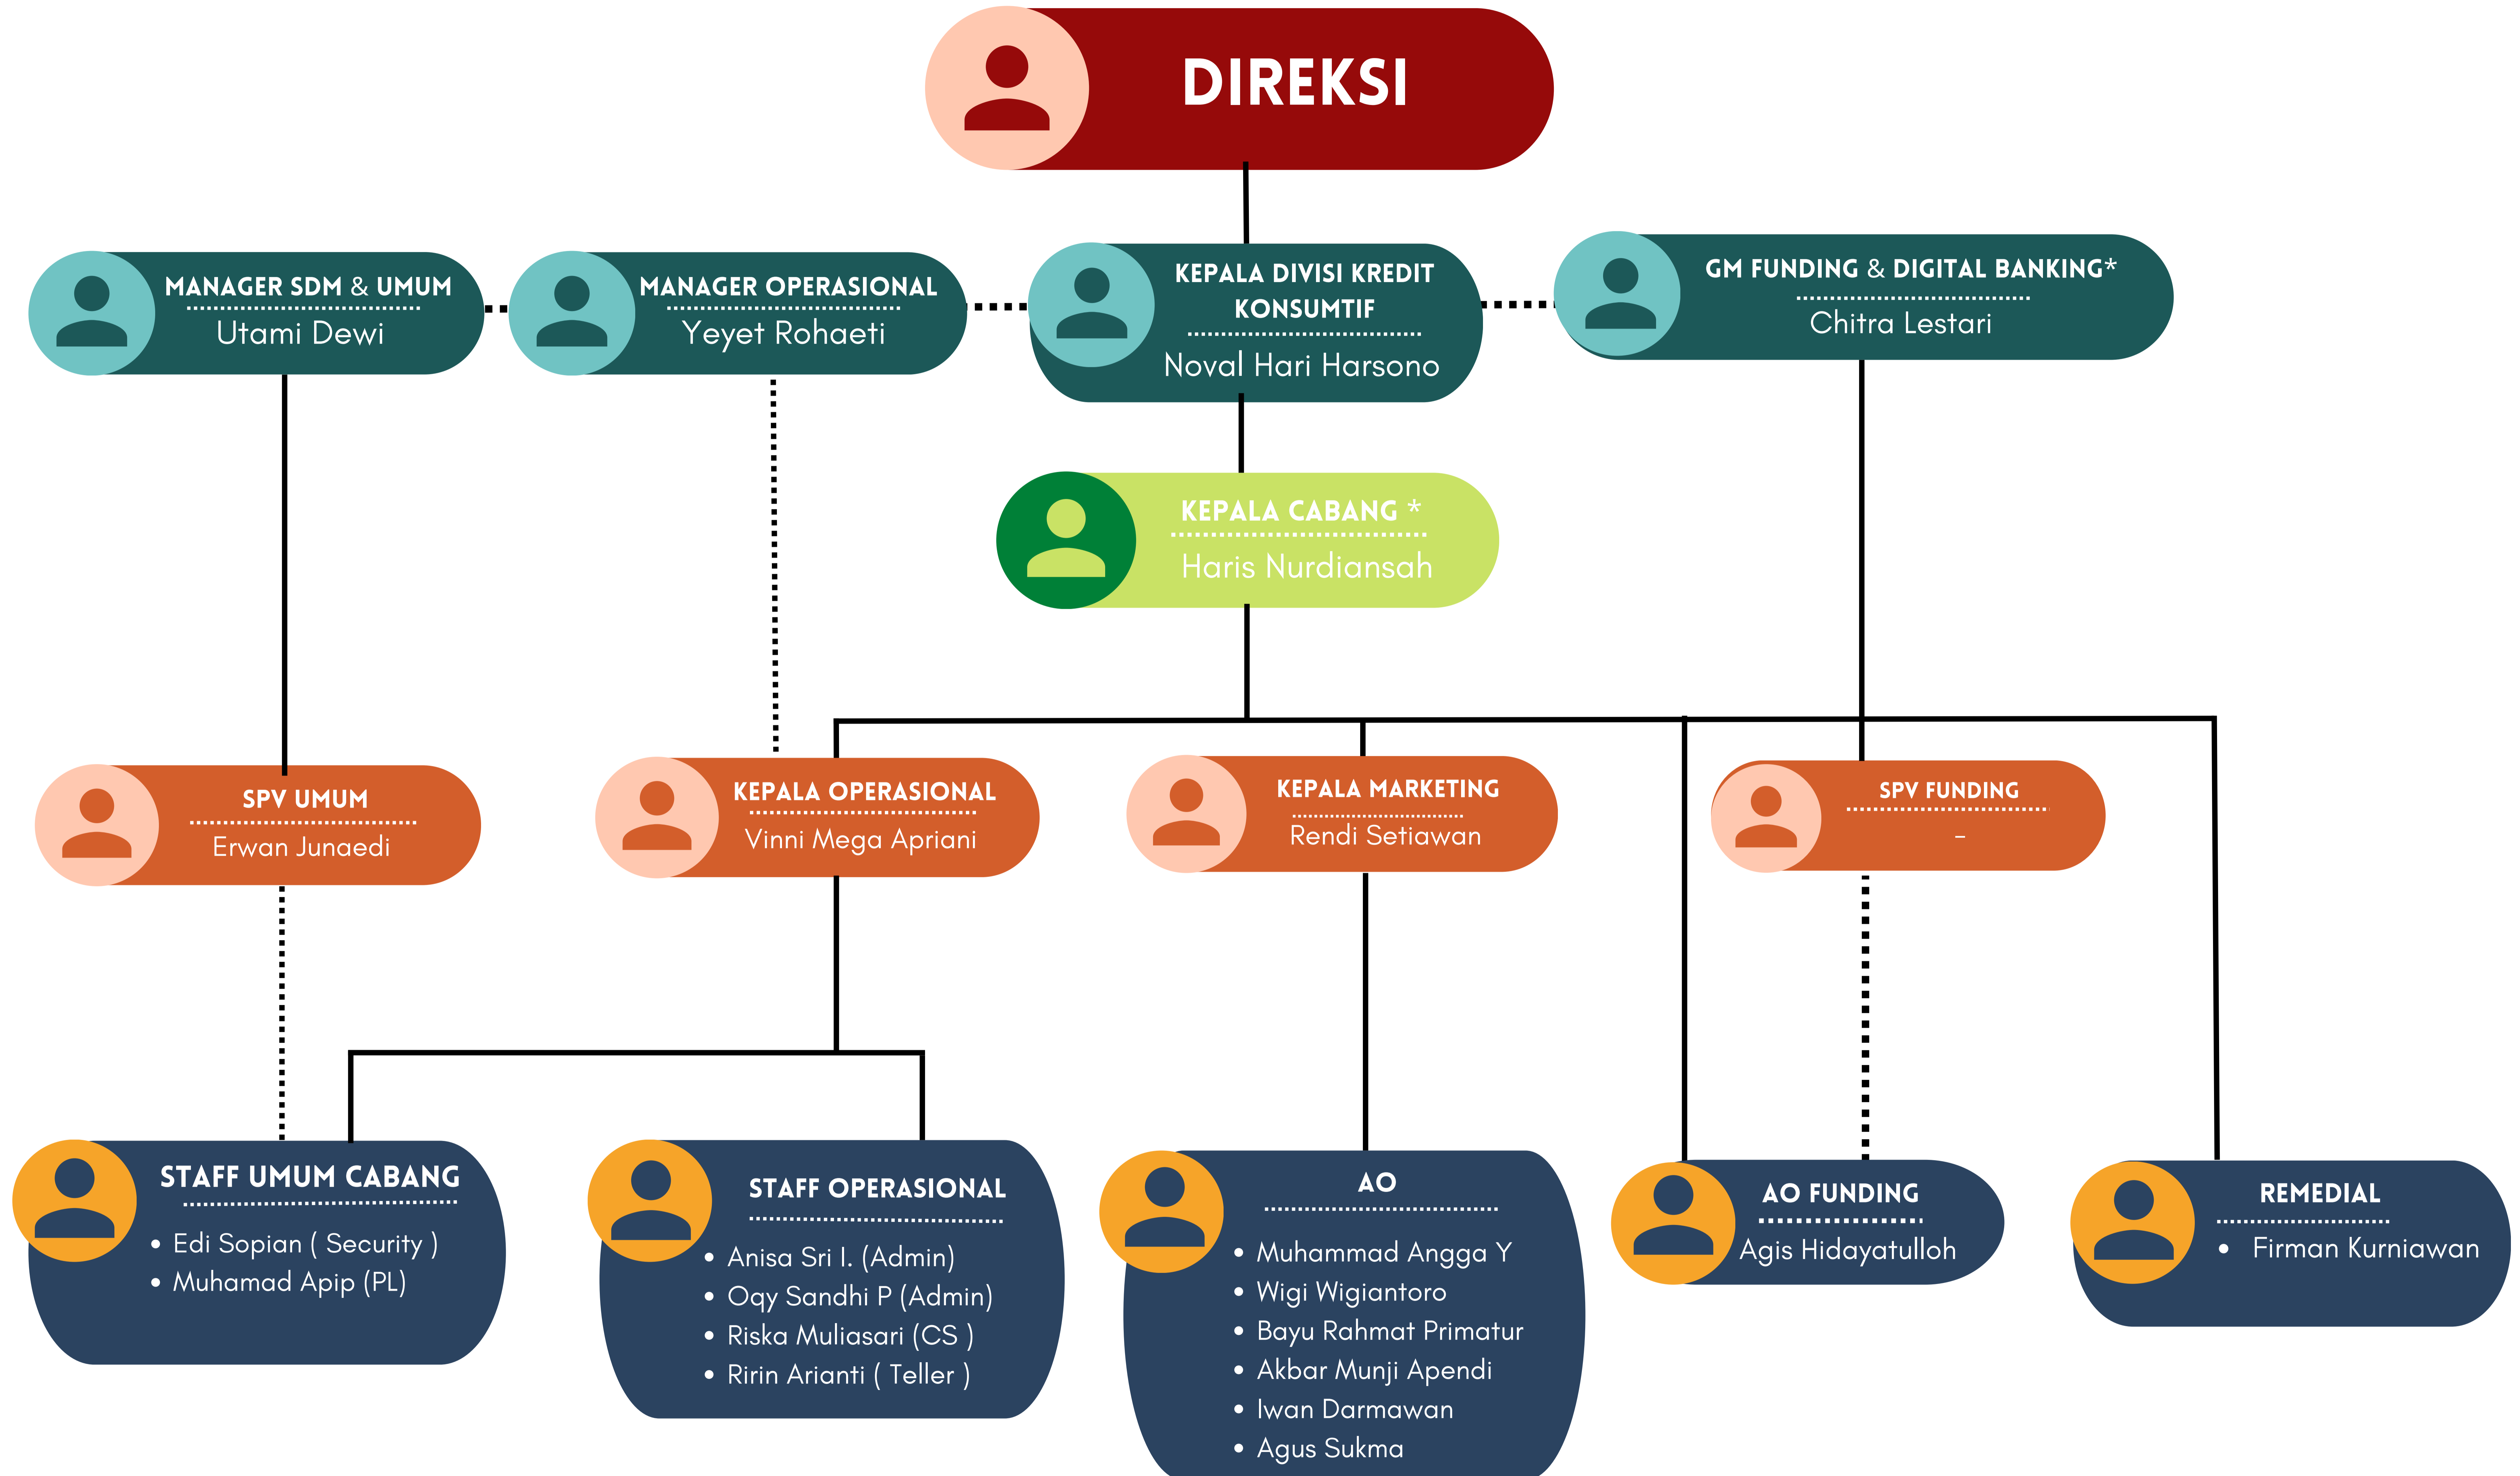 DIREKSI
MANAGER SDM & UMUM
Utami Dewi
MANAGER OPERASIONAL
Yeyet Rohaeti
KEPALA DIVISI KREDIT
KONSUMTIF
Noval Hari Harsono
GM FUNDING & DIGITAL BANKING*
Chitra Lestari
KEPALA CABANG *
Haris Nurdiansah
SPV UMUM
Erwan Junaedi
KEPALA OPERASIONAL
Vinni Mega Apriani
KEPALA MARKETING
Rendi Setiawan
SPV FUNDING
-
STAFF UMUM CABANG
• Edi Sopian ( Security )
• Muhamad Apip (PL)
STAFF OPERASIONAL
• Anisa Sri I. (Admin)
• Oqy Sandhi P (Admin)
• Riska Muliasari (CS )
• Ririn Arianti ( Teller )
AO
• Muhammad Angga Y
• Wigi Wigiantoro
• Bayu Rahmat Primatur
• Akbar Munji Apendi
• Iwan Darmawan
• Agus Sukma
AO FUNDING
Agis Hidayatulloh
REMEDIAL
• Firman Kurniawan